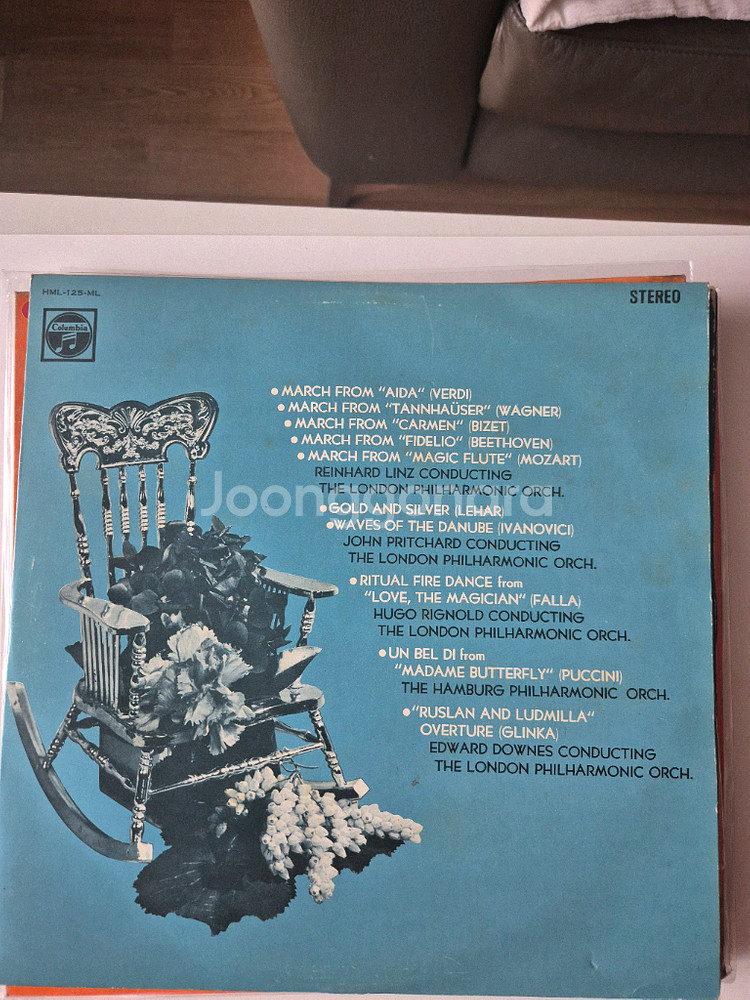 HML-125-ML
STEREO
Columbia
•MARCH FROM "AIDA" (VERDI)
•MARCH FROM "TANNHAÜSER" (WAGNER)
•MARCH FROM "CARMEN" (BIZET)
•MARCH FROM "FIDELIO" (BEETHOVEN)
•MARCH FROM "MAGIC FLUTE" (MOZART)
REINHARD LINZ CONDUCTING
THE LONDON PHILHARMONIC ORCH.
•GOLD AND SILVER (LEHAR)
•WAVES OF THE DANUBE (IVANOVICI)
JOHN PRITCHARD CONDUCTING
THE LONDON PHILHARMONIC ORCH.
•RITUAL FIRE DANCE from
"LOVE, THE MAGICIAN" (FALLA)
HUGO RIGNOLD CONDUCTING
THE LONDON PHILHARMONIC ORCH.
•UN BEL DI from
"MADAME BUTTERFLY" (PUCCINI)
THE HAMBURG PHILHARMONIC ORCH.
•"RUSLAN AND LUDMILLA"
OVERTURE (GLINKA)
EDWARD DOWNES CONDUCTING
THE LONDON PHILHARMONIC ORCH.